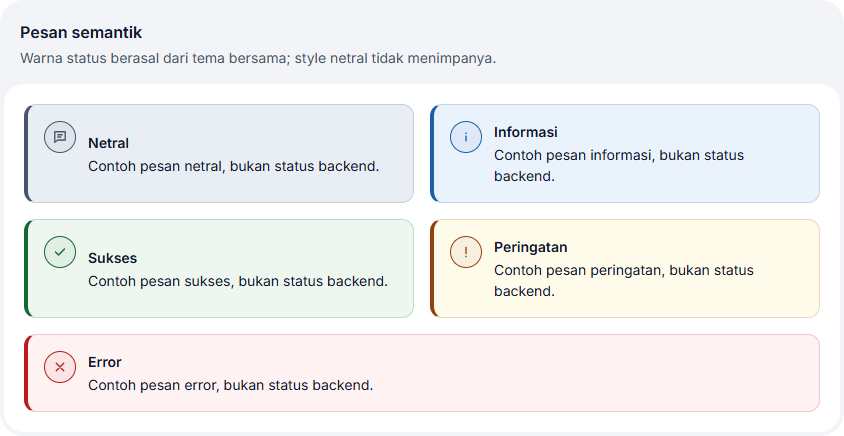 Pesan semantik
Warna status berasal dari tema bersama; style netral tidak menimpanya.
Netral
Contoh pesan netral, bukan status backend.
Informasi
Contoh pesan informasi, bukan status
backend.
Sukses
Contoh pesan sukses, bukan status backend.
Peringatan
Contoh pesan peringatan, bukan status
backend.
Error
Contoh pesan error, bukan status backend.